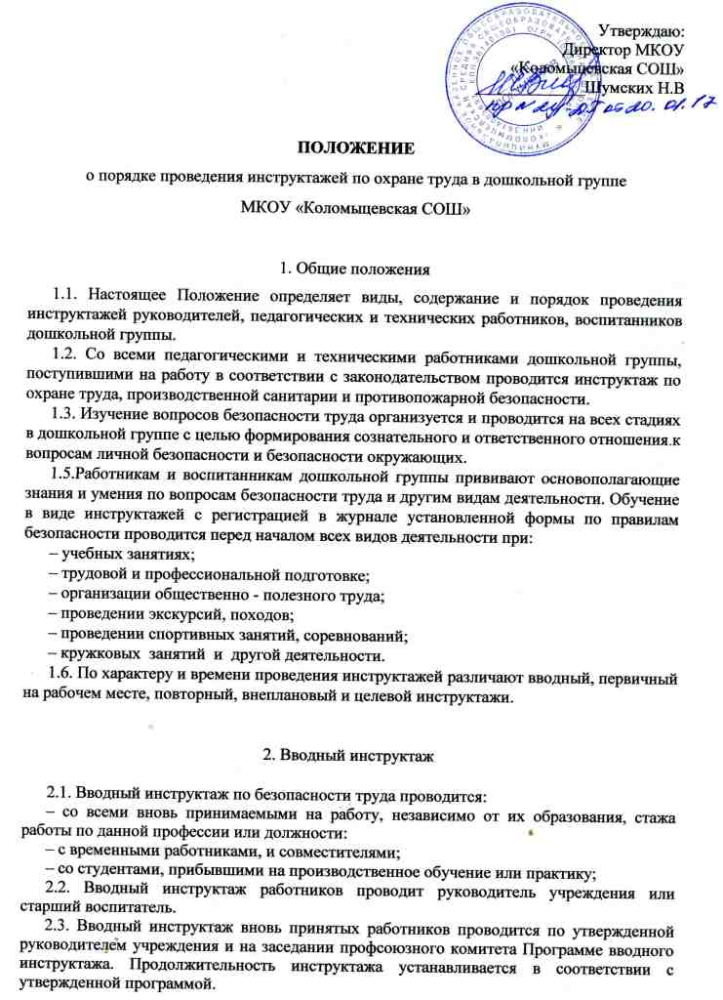 Утверждаю:
Директор МКОУ
«Коломыцевская СОШ»
Шумских Н.В
от 20. 01. 17
ПОЛОЖЕНИЕ
о порядке проведения инструктажей по охране труда в дошкольной группе
МКОУ «Коломыцевская СОШ»
1. Общие положения
1.1. Настоящее Положение определяет виды, содержание и порядок проведения
инструктажей руководителей, педагогических и технических работников, воспитанников
дошкольной группы.
1.2. Со всеми педагогическими и техническими работниками дошкольной группы,
поступившими на работу в соответствии с законодательством проводится инструктаж по
охране труда, производственной санитарии и противопожарной безопасности.
1.3. Изучение вопросов безопасности труда организуется и проводится на всех стадиях
в дошкольной группе с целью формирования сознательного и ответственного отношения к
вопросам личной безопасности и безопасности окружающих.
1.5.Работникам и воспитанникам дошкольной группы прививают основополагающие
знания и умения по вопросам безопасности труда и другим видам деятельности. Обучение
в виде инструктажей с регистрацией в журнале установленной формы по правилам
безопасности проводится перед началом всех видов деятельности при:
– учебных занятиях;
– трудовой и профессиональной подготовке;
– организации общественно - полезного труда;
– проведении экскурсий, походов;
– проведении спортивных занятий, соревнований;
– кружковых занятий и другой деятельности.
1.6. По характеру и времени проведения инструктажей различают вводный, первичный
на рабочем месте, повторный, внеплановый и целевой инструктажи.
2. Вводный инструктаж
2.1. Вводный инструктаж по безопасности труда проводится:
– со всеми вновь принимаемыми на работу, независимо от их образования, стажа
работы по данной профессии или должности:
– с временными работниками, и совместителями;
– со студентами, прибывшими на производственное обучение или практику;
2.2. Вводный инструктаж работников проводит руководитель учреждения или
старший воспитатель.
2.3. Вводный инструктаж вновь принятых работников проводится по утвержденной
руководителем учреждения и на заседании профсоюзного комитета Программе вводного
инструктажа. Продолжительность инструктажа устанавливается в соответствии с
утвержденной программой.